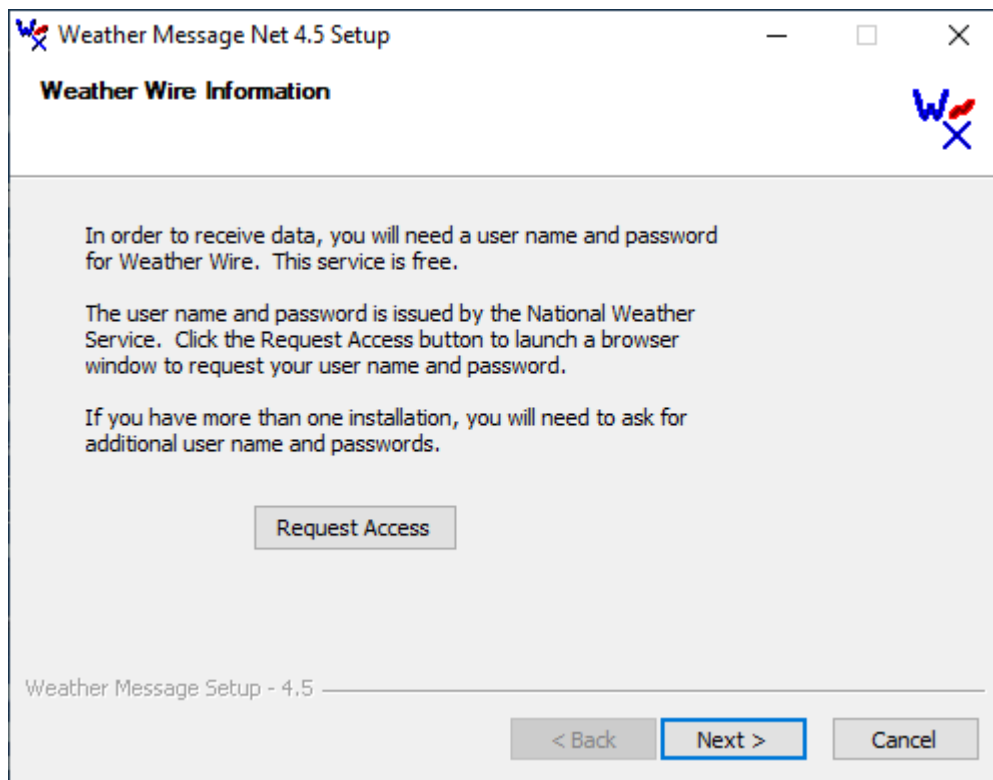 Weather Message Net 4.5 Setup
Weather Wire Information
In order to receive data, you will need a user name and password
for Weather Wire.  This service is free.
The user name and password is issued by the National Weather
Service.  Click the Request Access button to launch a browser
window to request your user name and password.
If you have more than one installation, you will need to ask for
additional user name and passwords.
Request Access
Weather Message Setup - 4.5
< Back
Next >
Cancel